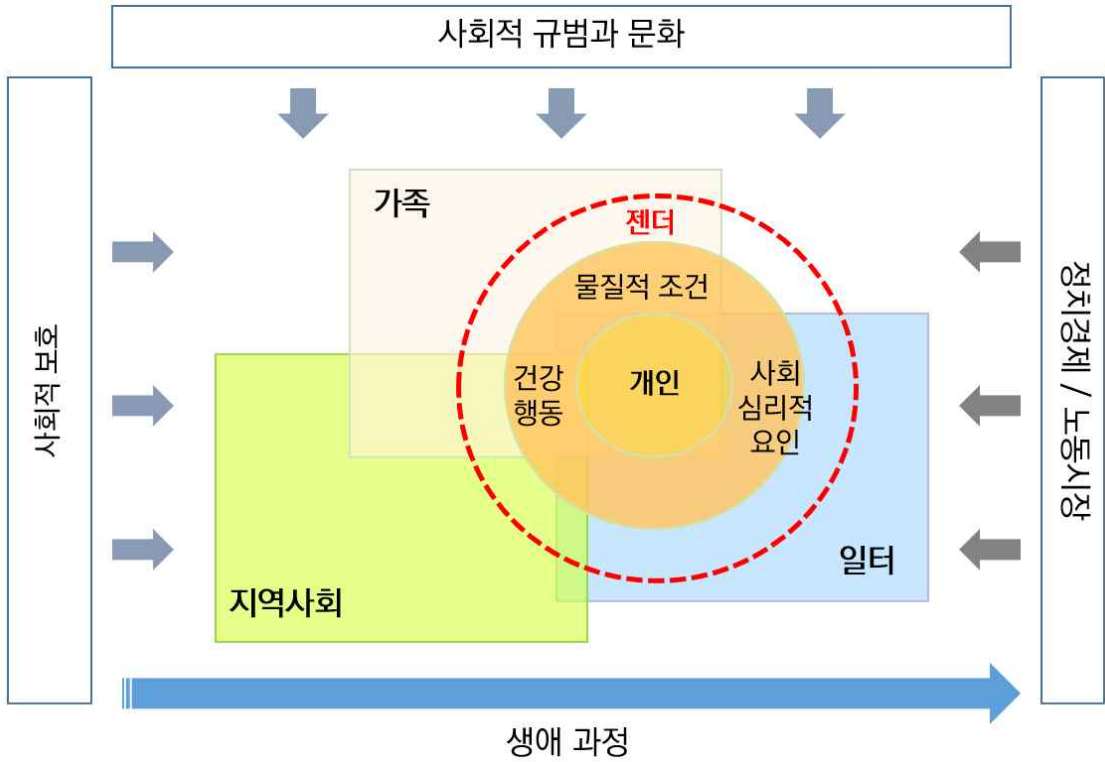 사회적 규범과 문화
사회적 보호
정치경제 / 노동시장
가족
젠더
물질적 조건
건강
행동
개인
사회
심리적
요인
지역사회
일터
생애 과정